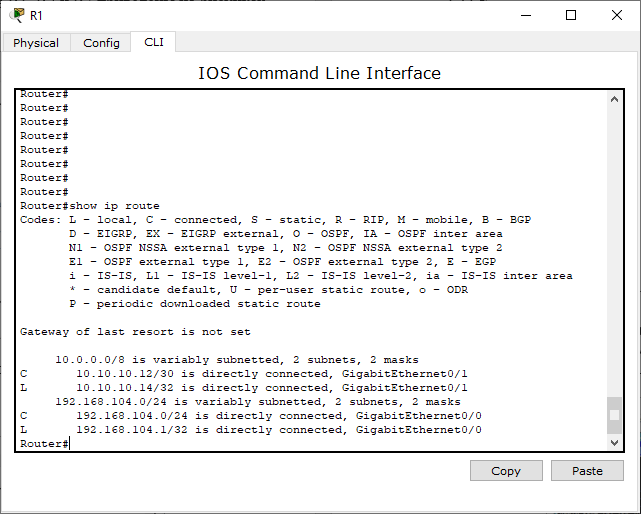 R1
Physical Config CLI
IOS Command Line Interface
Router#
Router#
Router#
Router#
Router#
Router#
Router#
Router#
Router#show ip route
Codes: L - local, C - connected, S - static, R - RIP, M - mobile, B - BGP
D - EIGRP, EX - EIGRP external, O - OSPF, IA - OSPF inter area
N1 - OSPF NSSA external type 1, N2 - OSPF NSSA external type 2
E1 - OSPF external type 1, E2 - OSPF external type 2, E - EGP
i - IS-IS, L1 - IS-IS level-1, L2 - IS-IS level-2, ia - IS-IS inter area
* - candidate default, U - per-user static route, o - ODR
P - periodic downloaded static route
Gateway of last resort is not set
10.0.0.0/8 is variably subnetted, 2 subnets, 2 masks
C 10.10.10.12/30 is directly connected, GigabitEthernet0/1
L 10.10.10.14/32 is directly connected, GigabitEthernet0/1
192.168.104.0/24 is variably subnetted, 2 subnets, 2 masks
C 192.168.104.0/24 is directly connected, GigabitEthernet0/0
L 192.168.104.1/32 is directly connected, GigabitEthernet0/0
Router#
Copy Paste